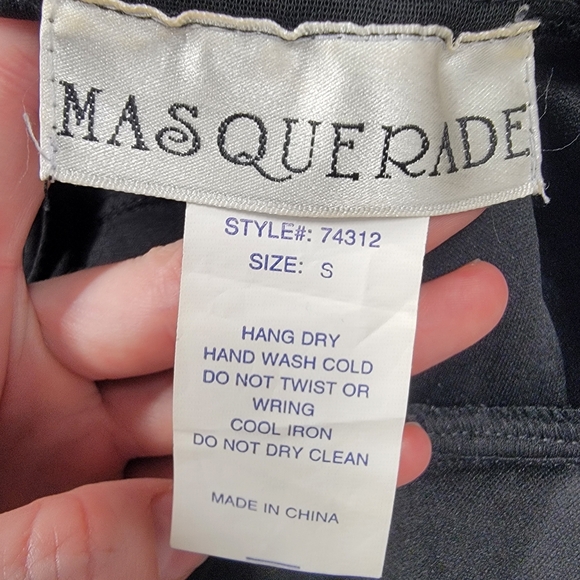 MASQUERADE
STYLE#: 74312
SIZE: S
HANG DRY
HAND WASH COLD
DO NOT TWIST OR
WRING
COOL IRON
DO NOT DRY CLEAN
MADE IN CHINA